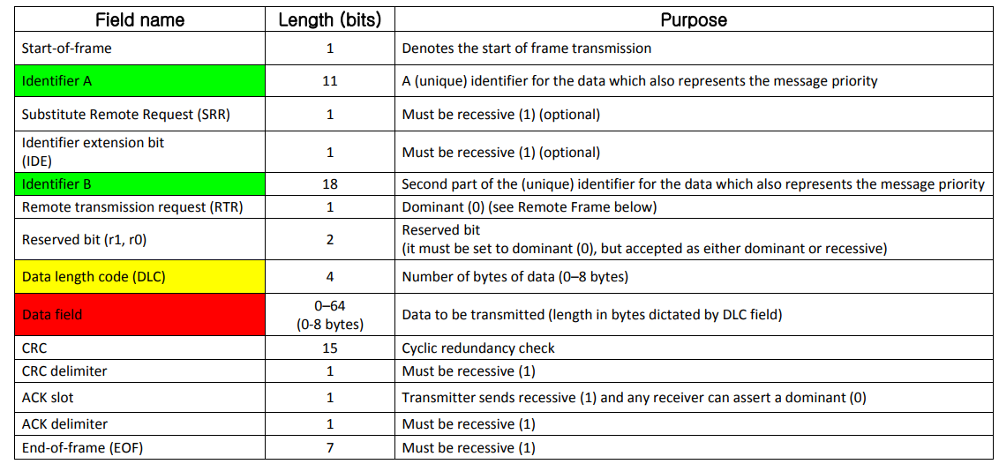 Field name Length (bits) Purpose
Start-of-frame 1 Denotes the start of frame transmission
Identifier A 11 A (unique) identifier for the data which also represents the message priority
Substitute Remote Request (SRR) 1 Must be recessive (1) (optional)
Identifier extension bit
(IDE) 1 Must be recessive (1) (optional)
Identifier B 18 Second part of the (unique) identifier for the data which also represents the message priority
Remote transmission request (RTR) 1 Dominant (0) (see Remote Frame below)
Reserved bit (r1, r0) 2 Reserved bit
(it must be set to dominant (0), but accepted as either dominant or recessive)
Data length code (DLC) 4 Number of bytes of data (0–8 bytes)
Data field 0–64
(0-8 bytes) Data to be transmitted (length in bytes dictated by DLC field)
CRC 15 Cyclic redundancy check
CRC delimiter 1 Must be recessive (1)
ACK slot 1 Transmitter sends recessive (1) and any receiver can assert a dominant (0)
ACK delimiter 1 Must be recessive (1)
End-of-frame (EOF) 7 Must be recessive (1)